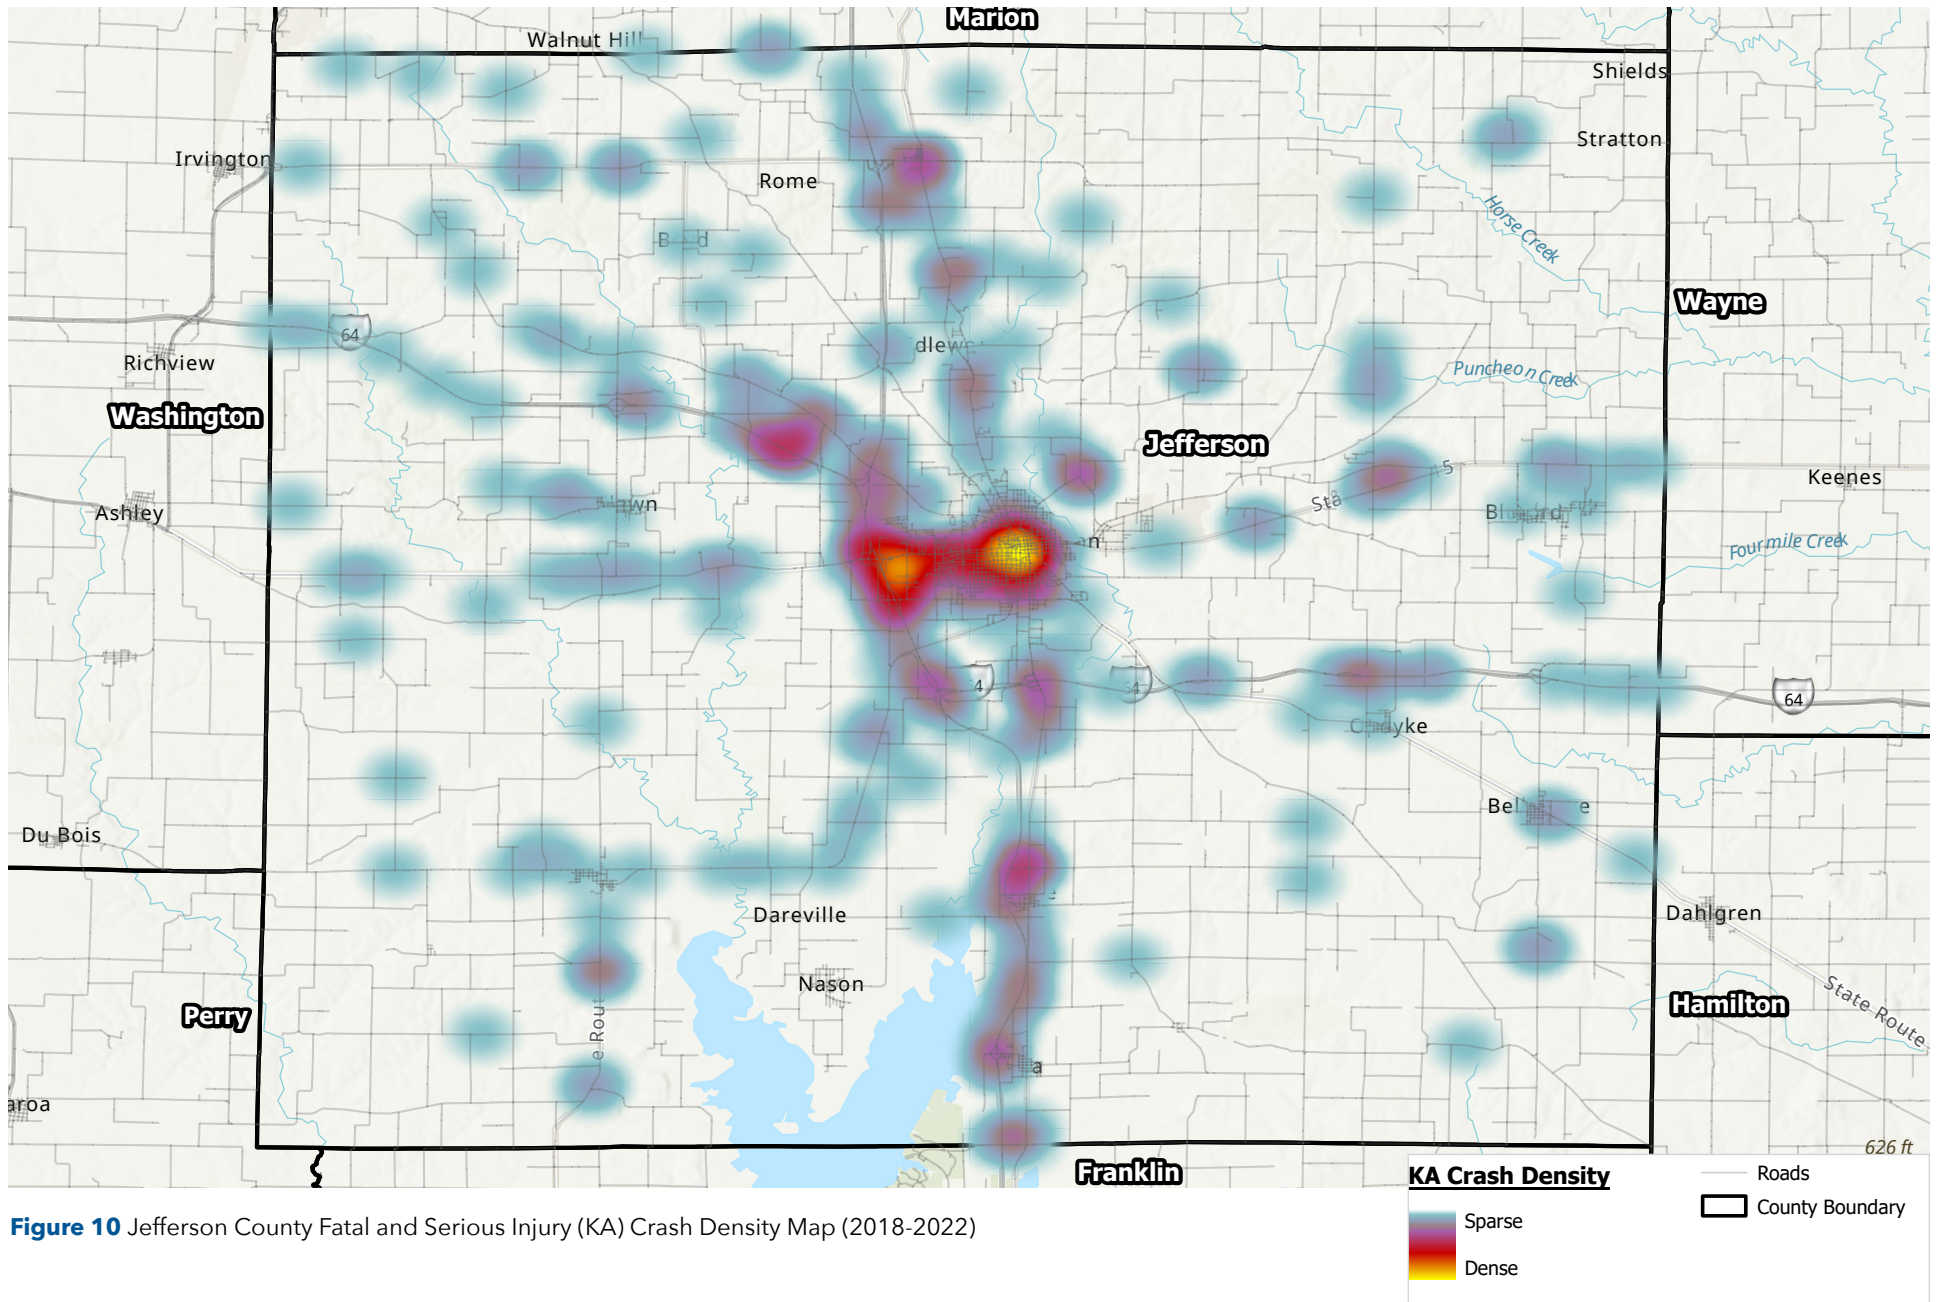 Marion
Walnut Hill
Shields
Stratton
Irvington
Rome
Horse Creek
Wayne
64
Richview
Puncheon Creek
Washington
Jefferson
Keenes
Ashley
Fourmile Creek
64
64
Du Bois
Dareville
Dahlgren
Nason
Perry
Hamilton
State Route
626 ft
Franklin
KA Crash Density
Sparse
Dense
Roads
County Boundary
Figure 10 Jefferson County Fatal and Serious Injury (KA) Crash Density Map (2018-2022)